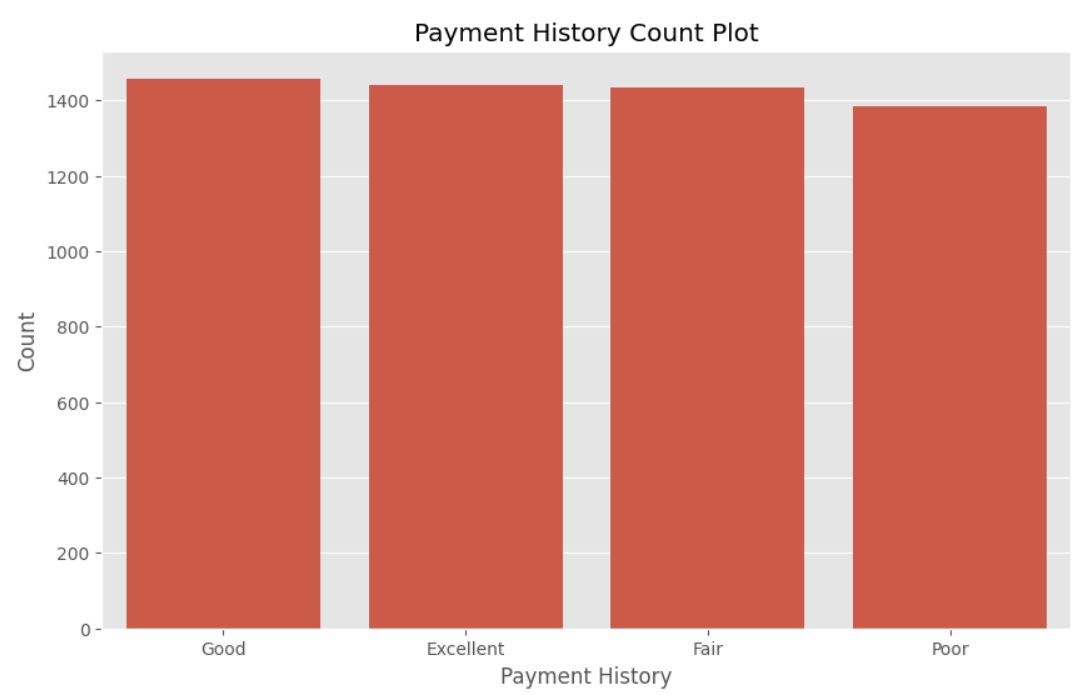 Payment History Count Plot
1400
1200
1000
800
600
400
200
0
Count
Good Excellent Fair Poor
Payment History